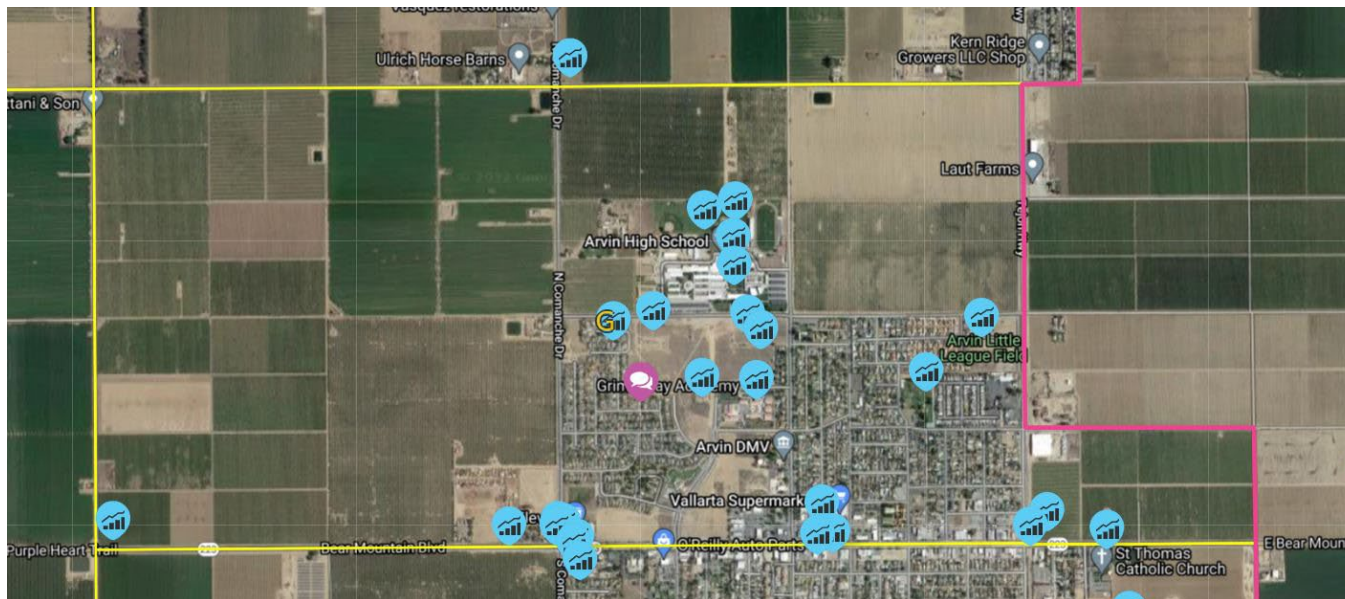 Vasquez restorations
Ulrich Horse Barns
Kern Ridge
Growers LLC Shop
ttani & Son
Comanche Dr
Laut Farms
Arvin High School
N Comanche Dr
G
Arvin Little
League Field
Arvin DMV
Vallarta Supermark
Purple Heart Trail
Bear Mountain Blvd
O'Reilly Auto Parts
E Bear Moun
St Thomas
Catholic Church
S Com